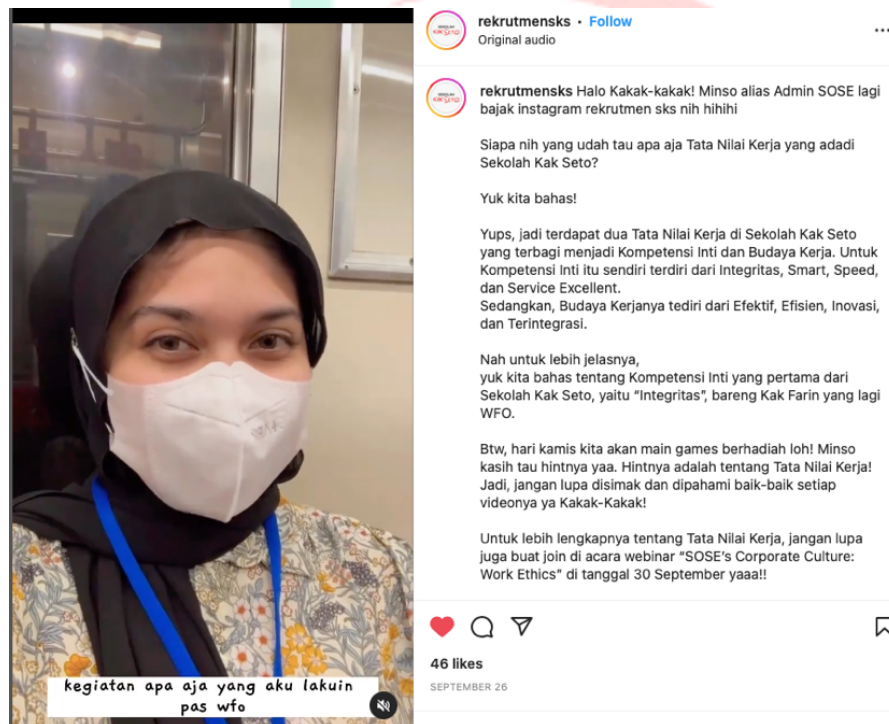 rekrutmensks • Follow
Original audio
rekrutmensks Halo Kakak-kakak! Minso alias Admin SOSE lagi
bajak instagram rekrutmen sks nih hihihi
Siapa nih yang udah tau apa aja Tata Nilai Kerja yang adadi
Sekolah Kak Seto?
Yuk kita bahas!
Yups, jadi terdapat dua Tata Nilai Kerja di Sekolah Kak Seto
yang terbagi menjadi Kompetensi Inti dan Budaya Kerja. Untuk
Kompetensi Inti itu sendiri terdiri dari Integritas, Smart, Speed,
dan Service Excellent.
Sedangkan, Budaya Kerjanya tediri dari Efektif, Efisien, Inovasi,
dan Terintegrasi.
Nah untuk lebih jelasnya,
yuk kita bahas tentang Kompetensi Inti yang pertama dari
Sekolah Kak Seto, yaitu “Integritas”, bareng Kak Farin yang lagi
WFO.
Btw, hari kamis kita akan main games berhadiah loh! Minso
kasih tau hintnya yaa. Hintnya adalah tentang Tata Nilai Kerja!
Jadi, jangan lupa disimak dan dipahami baik-baik setiap
videonya ya Kakak-Kakak!
Untuk lebih lengkapnya tentang Tata Nilai Kerja, jangan lupa
juga buat join di acara webinar “SOSE’s Corporate Culture:
Work Ethics” di tanggal 30 September yaaa!!
46 likes
SEPTEMBER 26
kegiatan apa aja yang aku lakuin
pas wfo